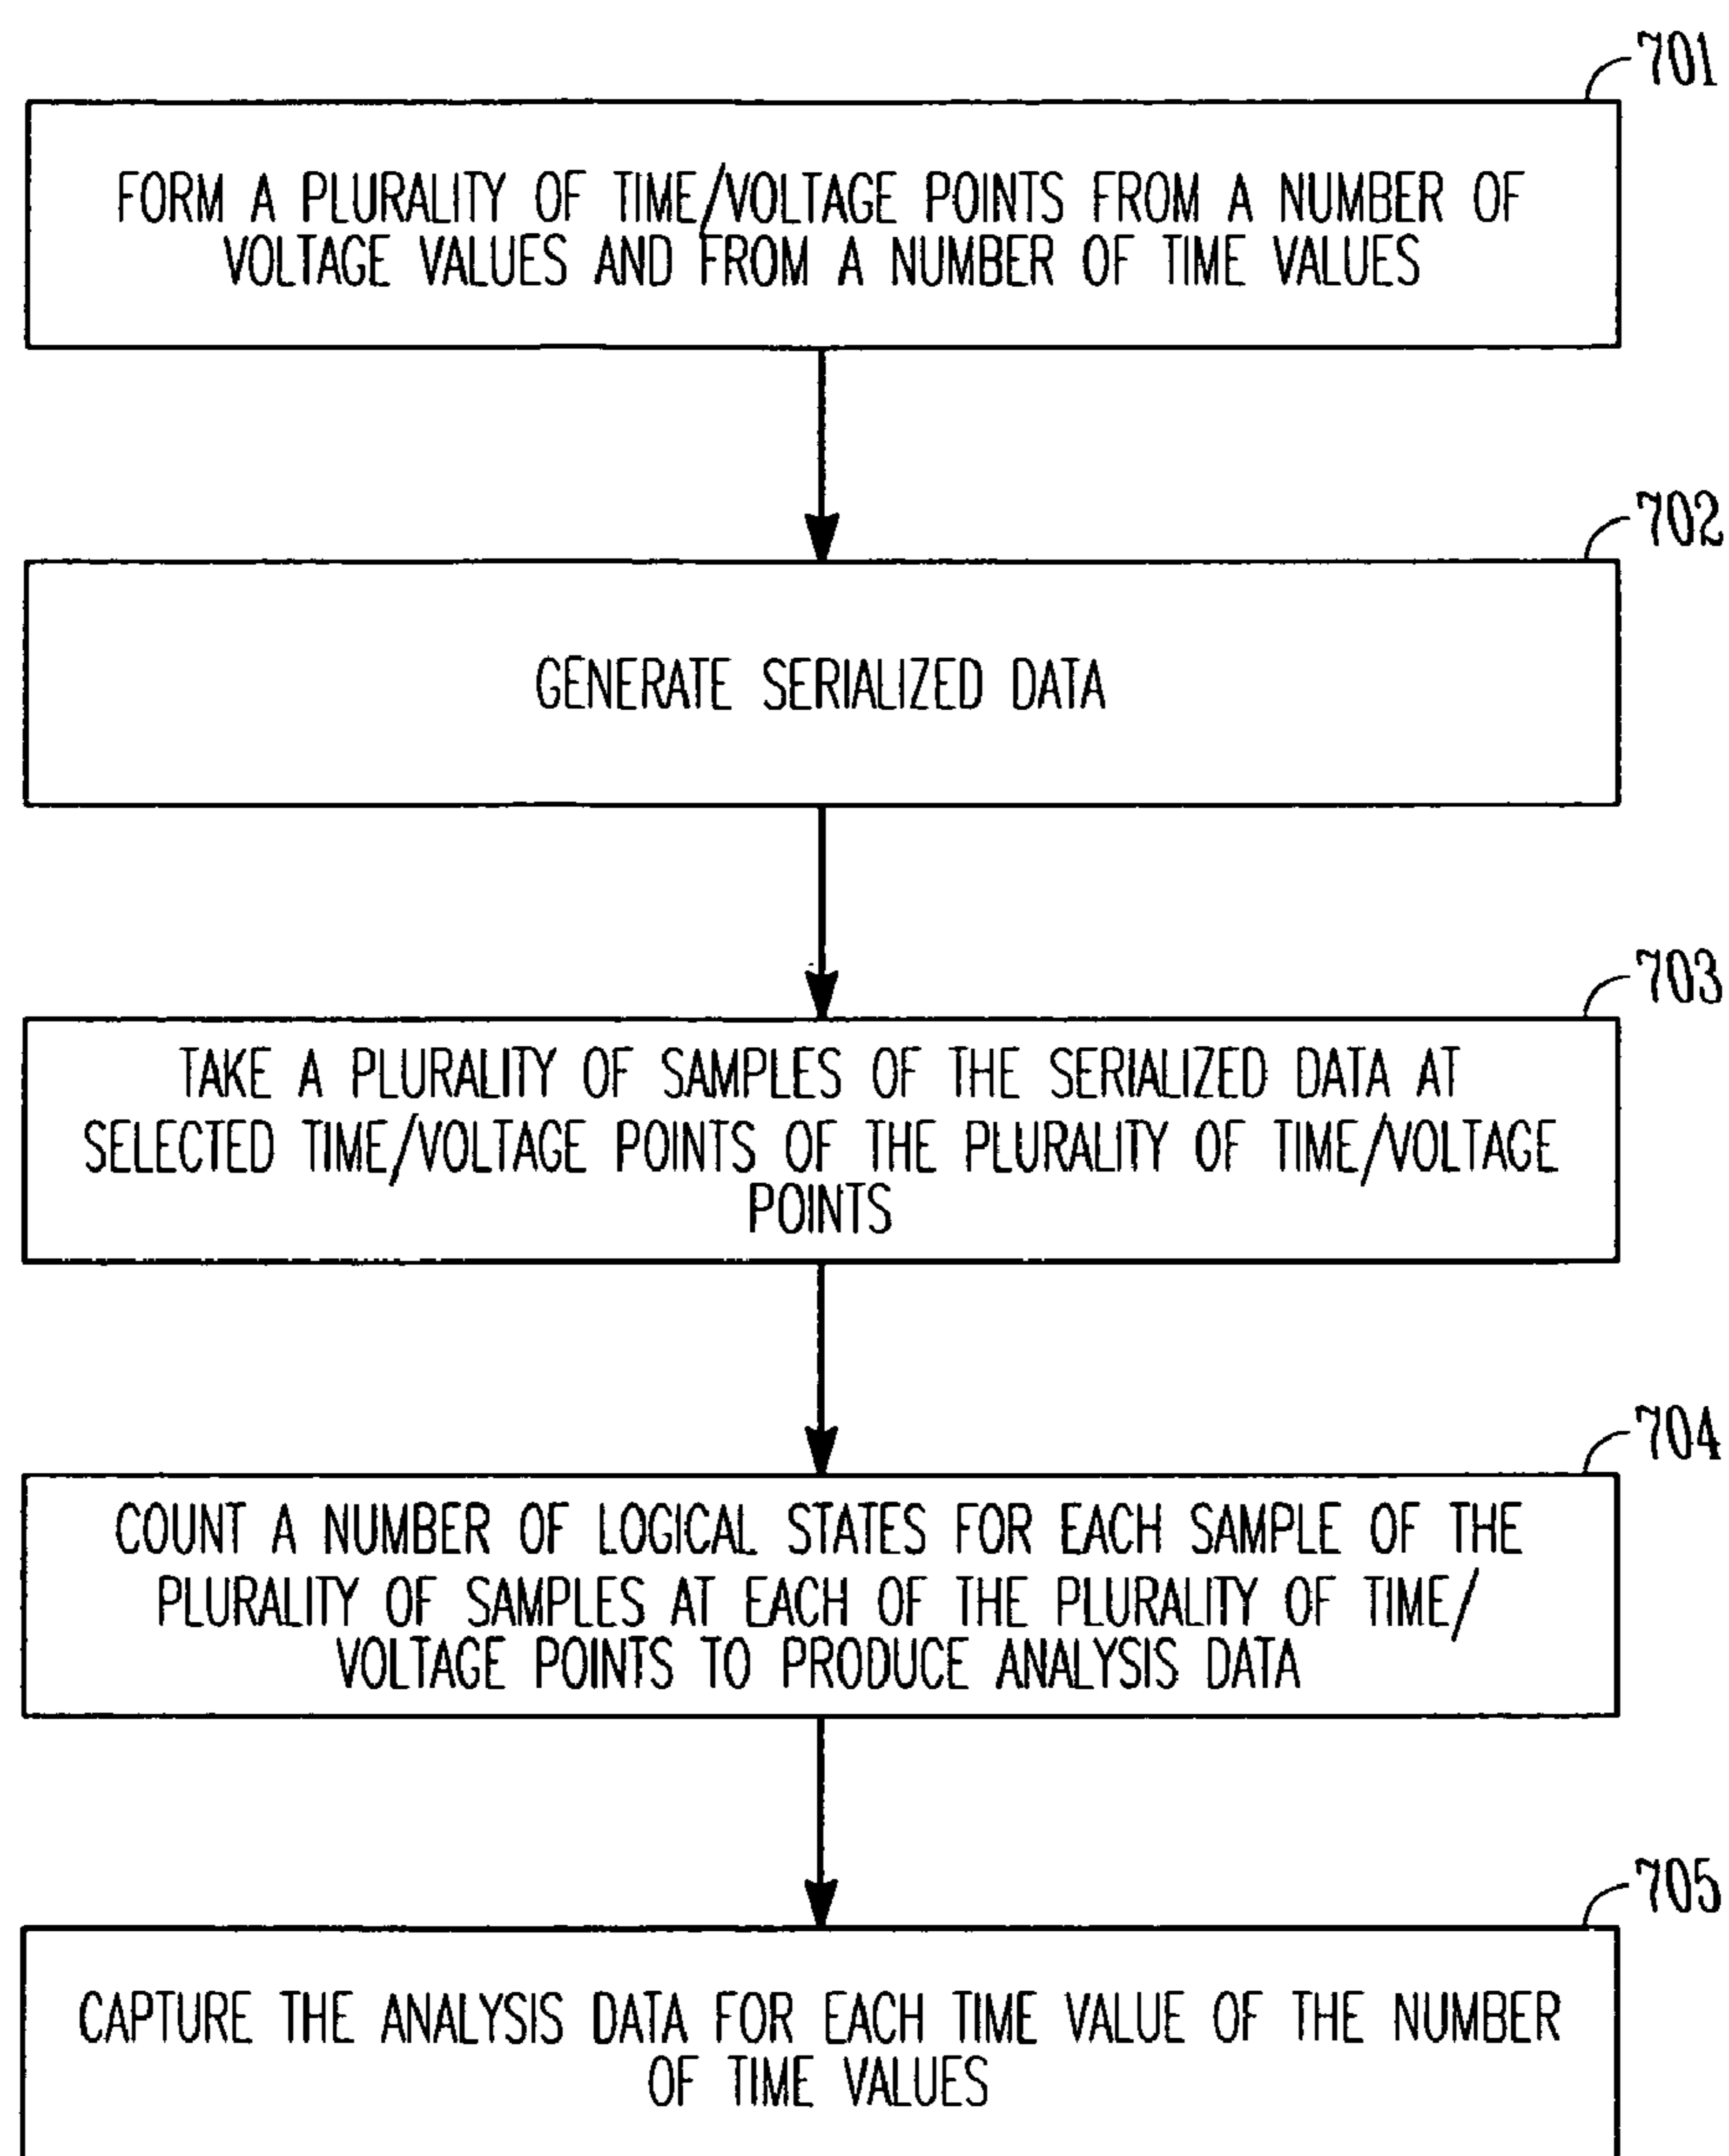 701
FORM A PLURALITY OF TIME/VOLTAGE POINTS FROM A NUMBER OF
VOLTAGE VALUES AND FROM A NUMBER OF TIME VALUES
702
GENERATE SERIALIZED DATA
703
TAKE A PLURALITY OF SAMPLES OF THE SERIALIZED DATA AT
SELECTED TIME/VOLTAGE POINTS OF THE PLURALITY OF TIME/VOLTAGE
POINTS
704
COUNT A NUMBER OF LOGICAL STATES FOR EACH SAMPLE OF THE
PLURALITY OF SAMPLES AT EACH OF THE PLURALITY OF TIME/
VOLTAGE POINTS TO PRODUCE ANALYSIS DATA
705
CAPTURE THE ANALYSIS DATA FOR EACH TIME VALUE OF THE NUMBER
OF TIME VALUES